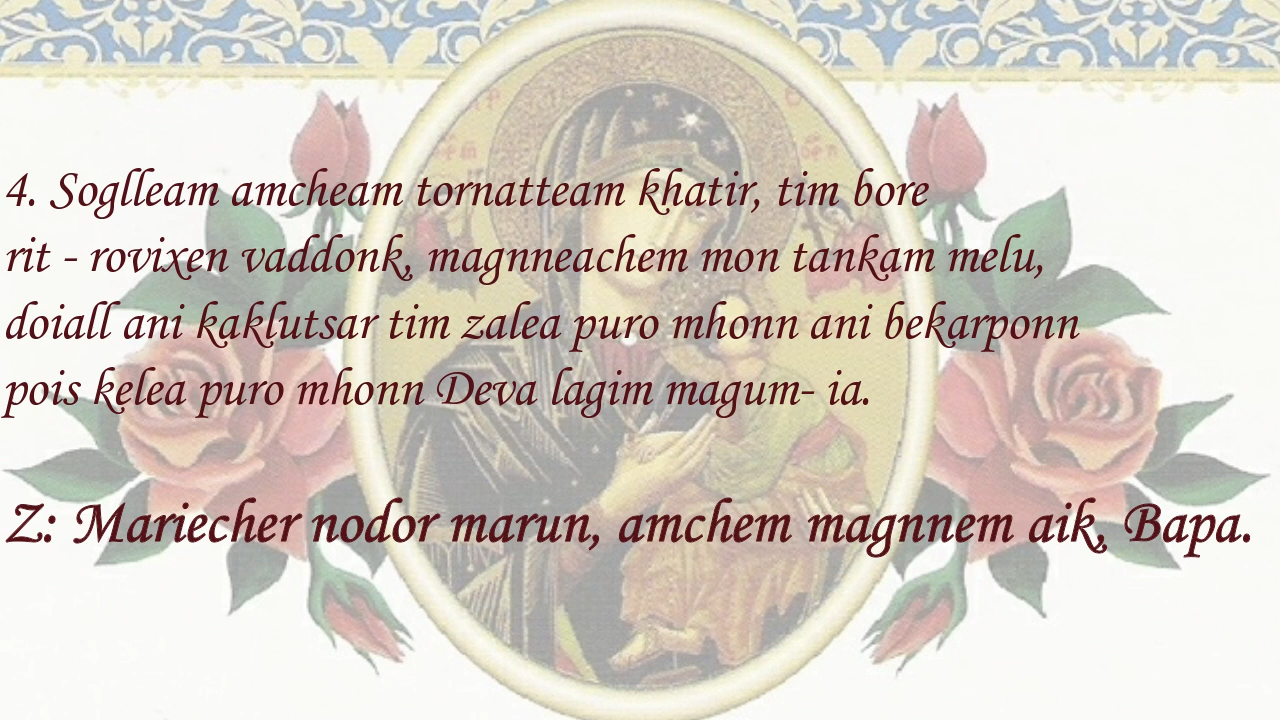 4. Soglleam amcheam tornatteam khatir, tim bore
rit - rovixen vaddonk, magnneachem mon tankam melu,
doiall ani kaklutsar tim zalea puro mhonn ani bekarponn
pois kelea puro mhonn Deva lagim magum- ia.
Z: Mariecher nodor marun, amchem magnnem aik, Bapa.